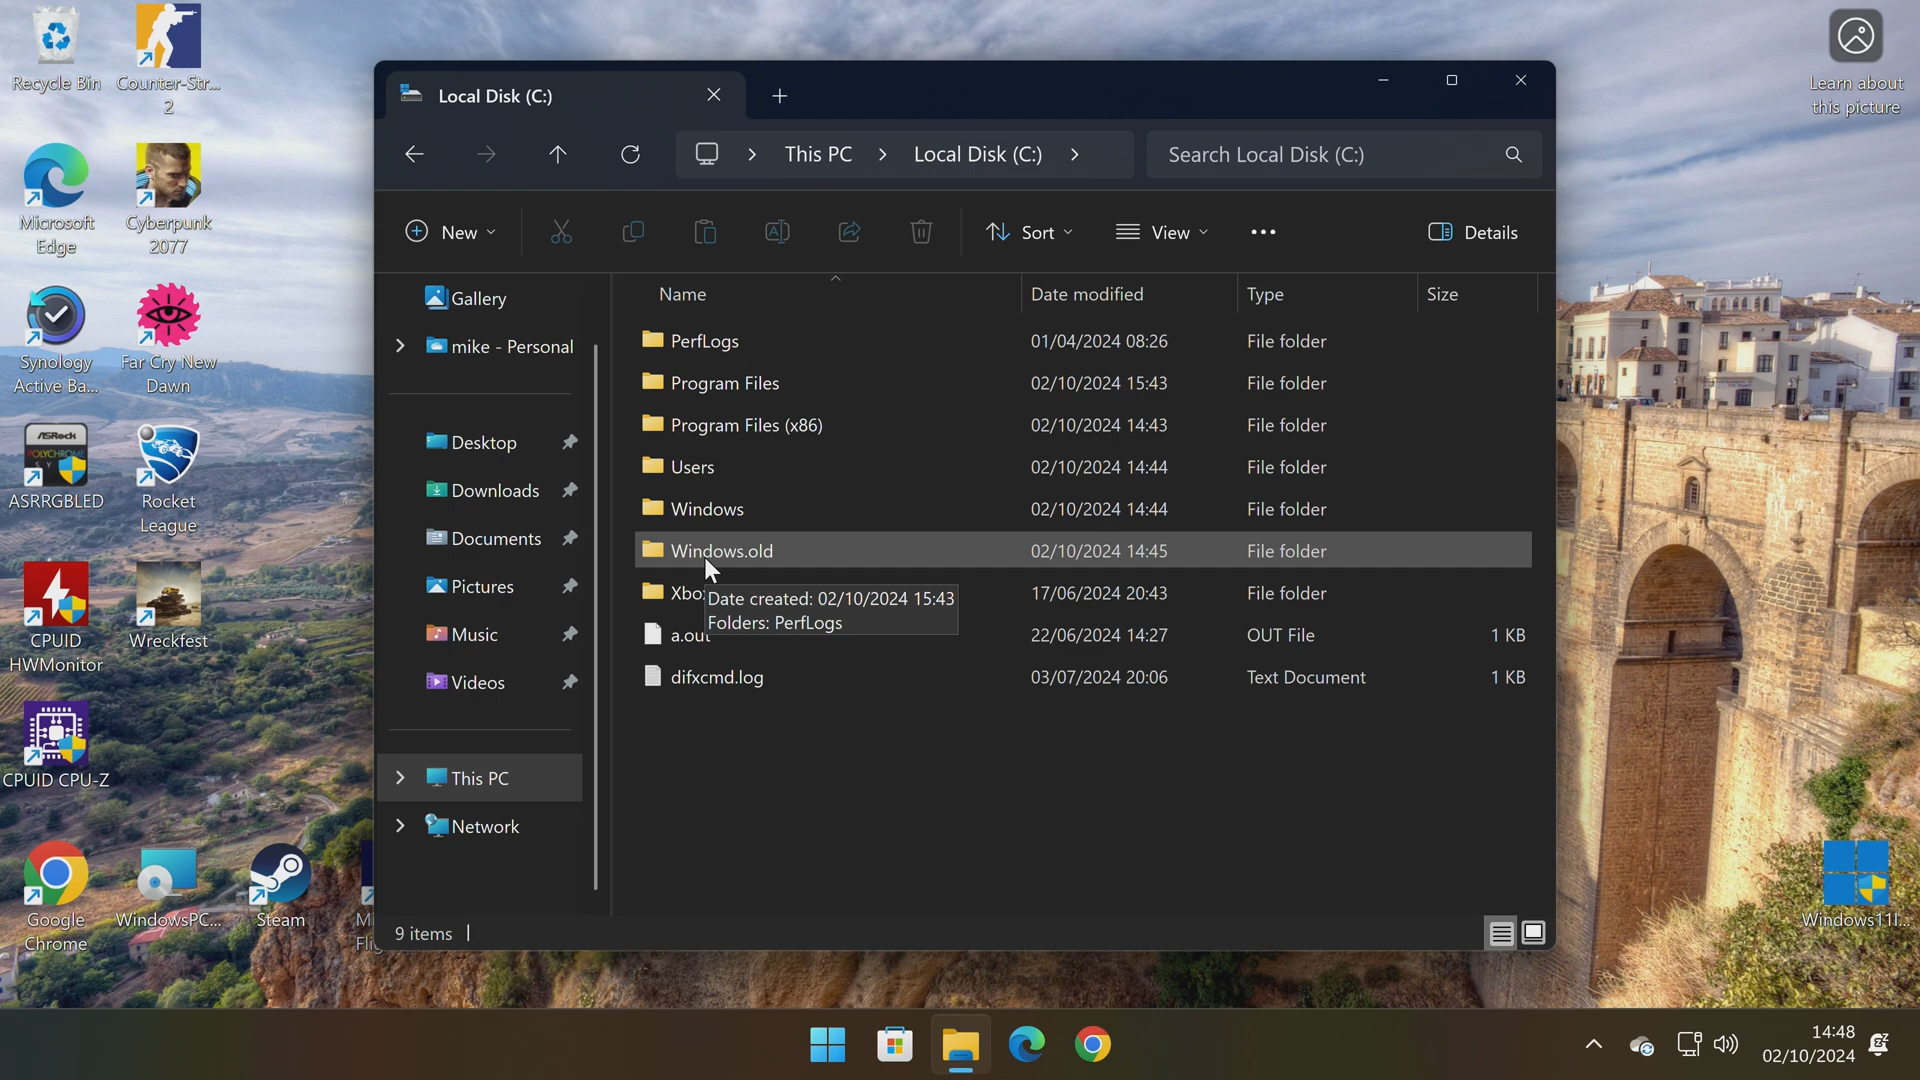 Recycle Bin
Counter-Str...
2
Microsoft
Edge
Cyberpunk
2077
Synology
Active Ba...
Far Cry New
Dawn
ASRock
POLYCHROME
ASRRGBLED
Rocket
League
CPUID
HWMonitor
Wreckfest
CPUID CPU-Z
Google
Chrome
WindowsPC...
Steam
Learn about
this picture
Windows11I...
Local Disk (C:)
This PC
Local Disk (C:)
Search Local Disk (C:)
New
Sort
View
Details
Gallery
mike - Personal
Desktop
Downloads
Documents
Pictures
Music
Videos
This PC
Network
Name Date modified Type Size
PerfLogs 01/04/2024 08:26 File folder
Program Files 02/10/2024 15:43 File folder
Program Files (x86) 02/10/2024 14:43 File folder
Users 02/10/2024 14:44 File folder
Windows 02/10/2024 14:44 File folder
Windows.old 02/10/2024 14:45 File folder
Xbo 17/06/2024 20:43 File folder
Date created: 02/10/2024 15:43
Folders: PerfLogs
a.out 22/06/2024 14:27 OUT File 1 KB
difxcmd.log 03/07/2024 20:06 Text Document 1 KB
9 items
14:48
02/10/2024